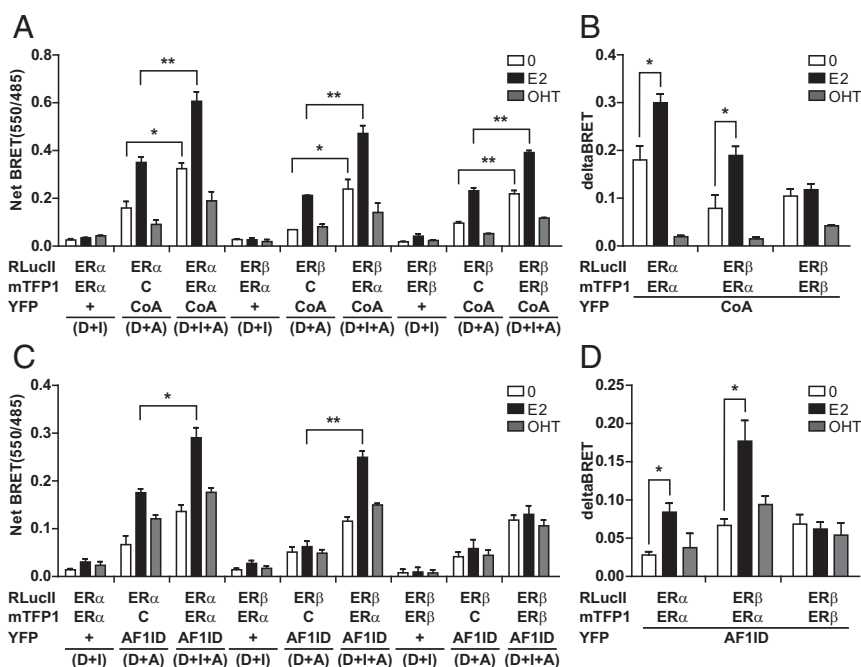 A
Net BRET(550/485)
0.8
0.6
0.4
0.2
0.0
** 
*
**
*
**
**
0
E2
OHT
RLucII ERα ERα ERα ERβ ERβ ERβ ERβ ERβ ERβ
mTFP1 ERα C ERα ERα C ERα ERβ C ERβ
YFP + CoA CoA + CoA CoA + CoA CoA
(D+I) (D+A) (D+I+A) (D+I) (D+A) (D+I+A) (D+I) (D+A) (D+I+A)
B
deltaBRET
0.4
0.3
0.2
0.1
0.0
*
*
0
E2
OHT
RLucII ERα ERβ ERβ
mTFP1 ERα ERα ERβ
YFP CoA
C
Net BRET(550/485)
0.4
0.3
0.2
0.1
0.0
*
**
0
E2
OHT
RLucII ERα ERα ERα ERβ ERβ ERβ ERβ ERβ ERβ
mTFP1 ERα C ERα ERα C ERα ERβ C ERβ
YFP + AF1ID AF1ID + AF1ID AF1ID + AF1ID AF1ID
(D+I) (D+A) (D+I+A) (D+I) (D+A) (D+I+A) (D+I) (D+A) (D+I+A)
D
deltaBRET
0.25
0.20
0.15
0.10
0.05
0.00
*
*
0
E2
OHT
RLucII ERα ERβ ERβ
mTFP1 ERα ERα ERβ
YFP AF1ID